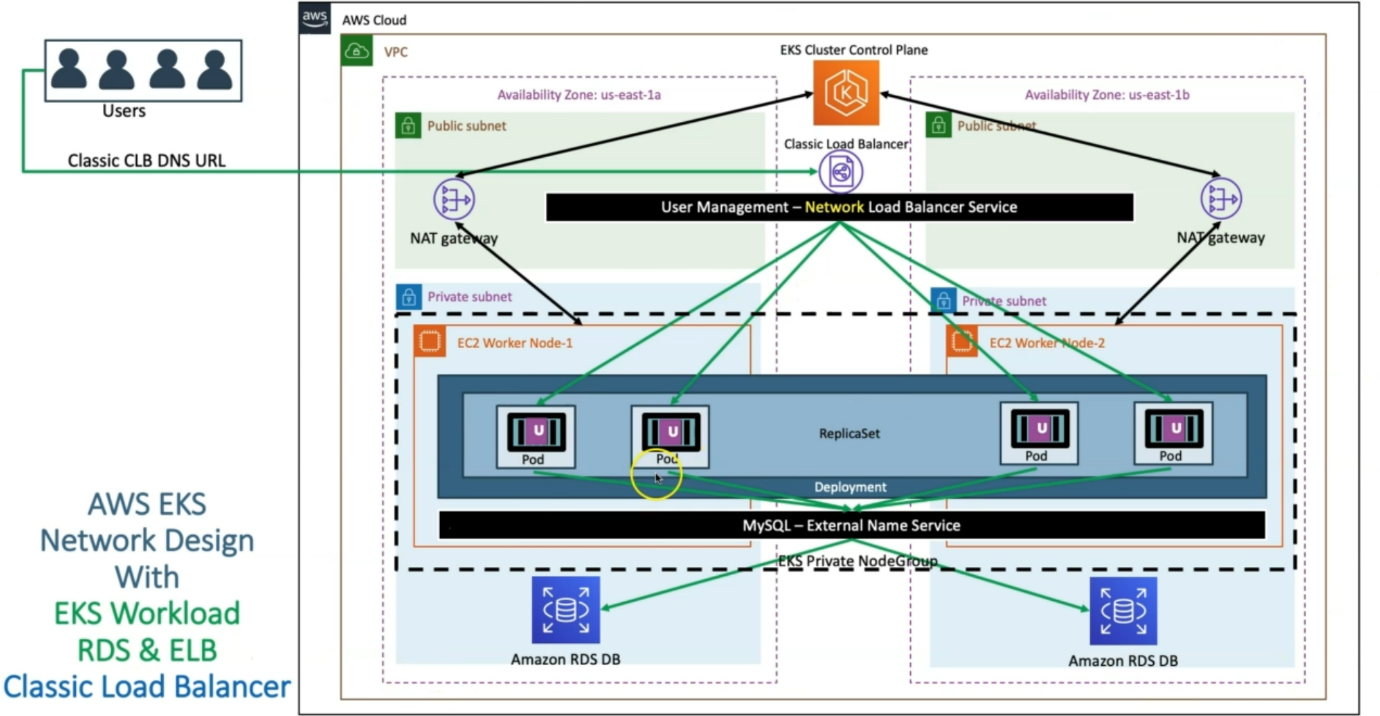 aws
AWS Cloud
VPC
EKS Cluster Control Plane
Users
Availability Zone: us-east-1a
Availability Zone: us-east-1b
Public subnet
Public subnet
Classic Load Balancer
Classic CLB DNS URL
User Management – Network Load Balancer Service
NAT gateway
NAT gateway
Private subnet
Private subnet
EC2 Worker Node-1
EC2 Worker Node-2
U
U
U
U
ReplicaSet
Pod
Pod
Pod
Pod
Deployment
MySQL – External Name Service
EKS Private NodeGroup
Amazon RDS DB
Amazon RDS DB
AWS EKS
Network Design
With
EKS Workload
RDS & ELB
Classic Load Balancer